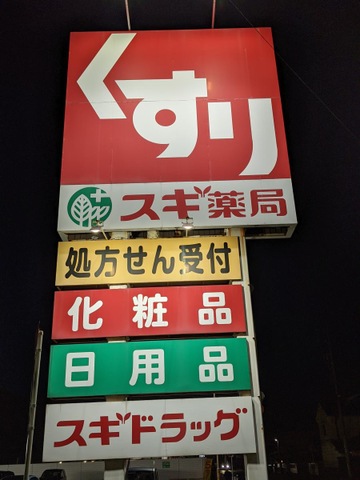 くすり
スギ薬局
処方せん受付
化粧品
日用品
スギドラッグ